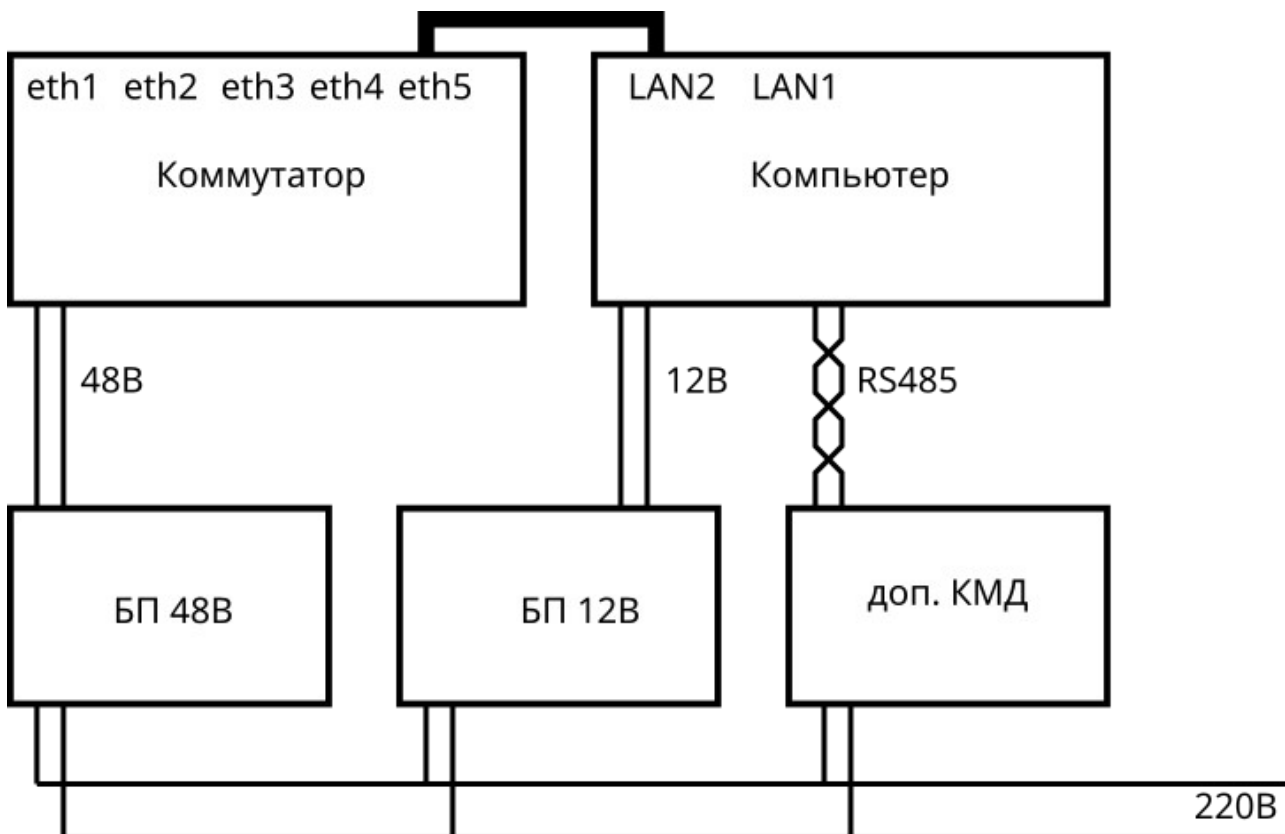 eth1 eth2 eth3 eth4 eth5
LAN2 LAN1
Коммутатор
Компьютер
48В
12В
RS485
БП 48В
БП 12В
доп. КМД
220В